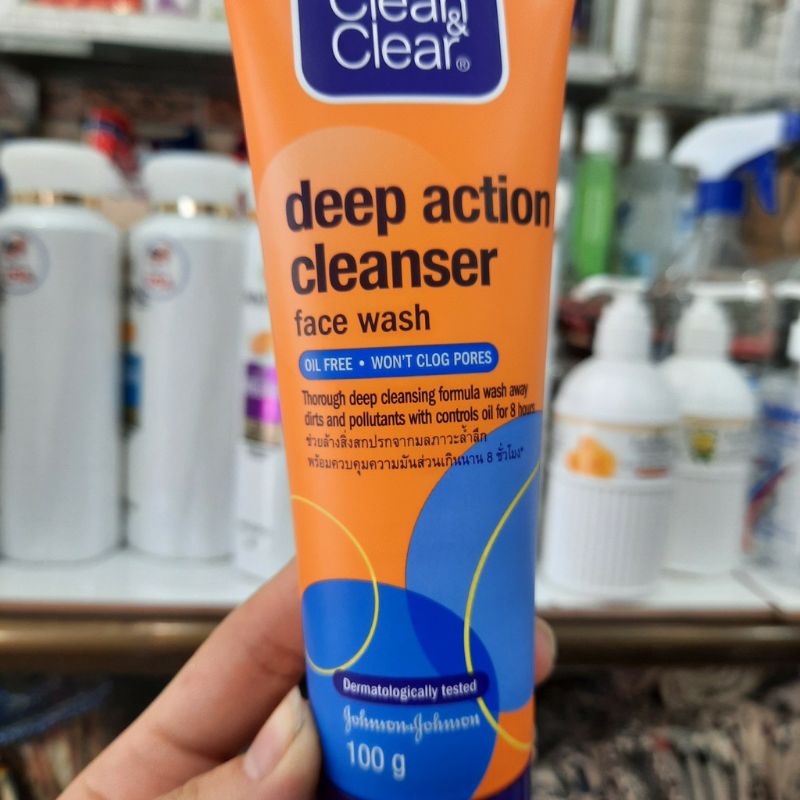 Clean &
Clear®
deep action
cleanser
face wash
OIL FREE • WON'T CLOG PORES
Thorough deep cleansing formula wash away
dirts and pollutants with controls oil for 8 hours
ช่วยล้างสิ่งสกปรกจากมลภาวะล้ำลึก
พร้อมควบคุมความมันส่วนเกินนาน 8 ชั่วโมง*
Dermatologically tested
Johnson & Johnson
100 g